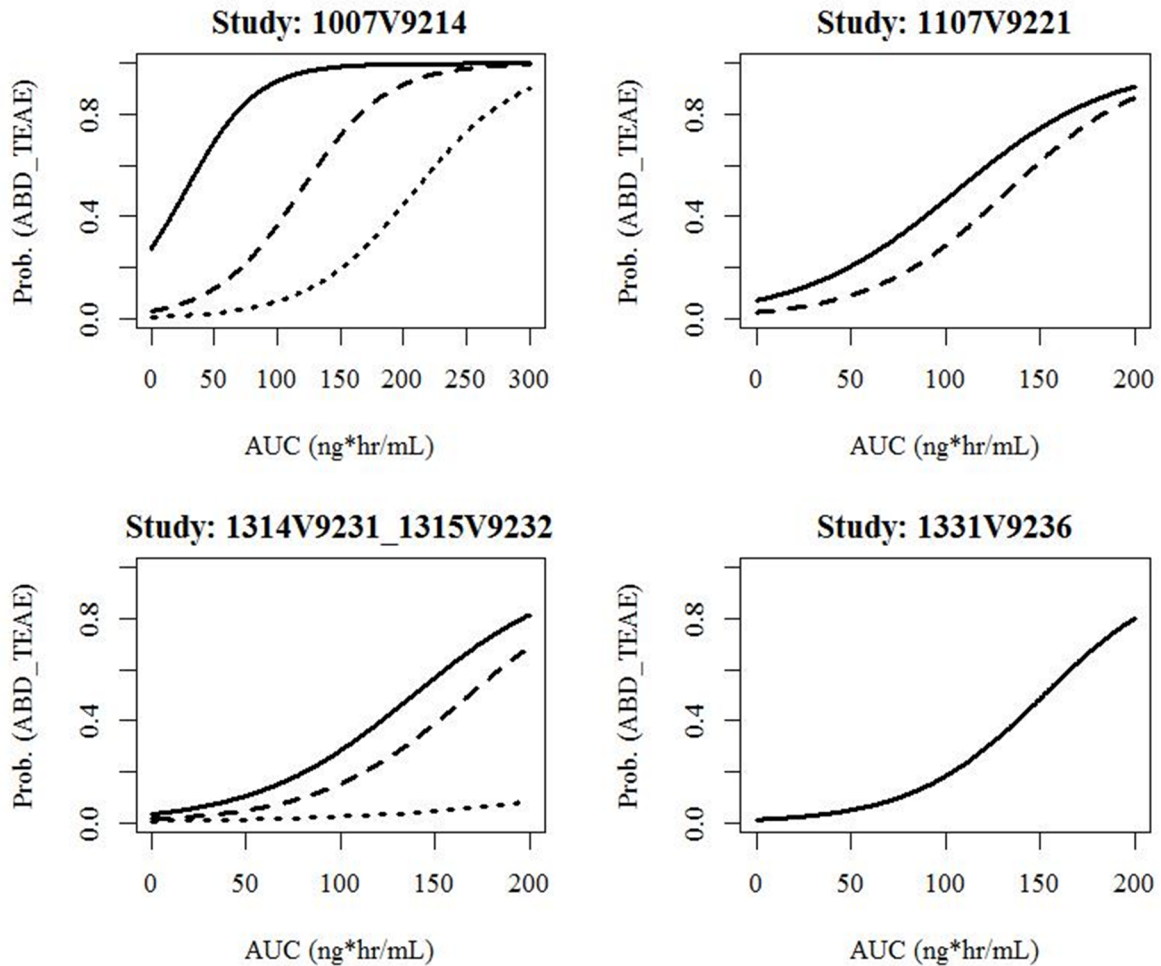 Study: 1007V9214
Prob. (ABD_TEAE)
0.0 0.4 0.8
0 50 100 150 200 250 300
AUC (ng*hr/mL)
Study: 1107V9221
Prob. (ABD_TEAE)
0.0 0.4 0.8
0 50 100 150 200
AUC (ng*hr/mL)
Study: 1314V9231_1315V9232
Prob. (ABD_TEAE)
0.0 0.4 0.8
0 50 100 150 200
AUC (ng*hr/mL)
Study: 1331V9236
Prob. (ABD_TEAE)
0.0 0.4 0.8
0 50 100 150 200
AUC (ng*hr/mL)